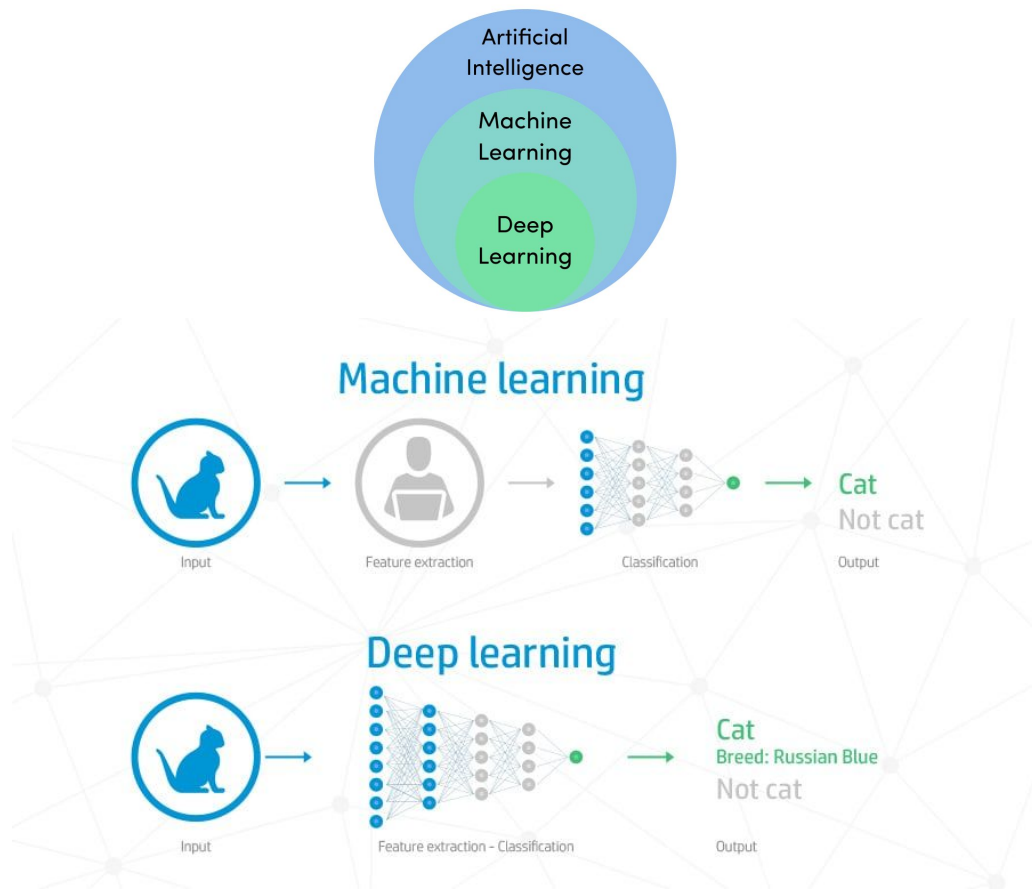 Artificial
Intelligence
Machine
Learning
Deep
Learning
Machine learning
Cat
Not cat
Input
Feature extraction
Classification
Output
Deep learning
Cat
Breed: Russian Blue
Not cat
Input
Feature extraction - Classification
Output